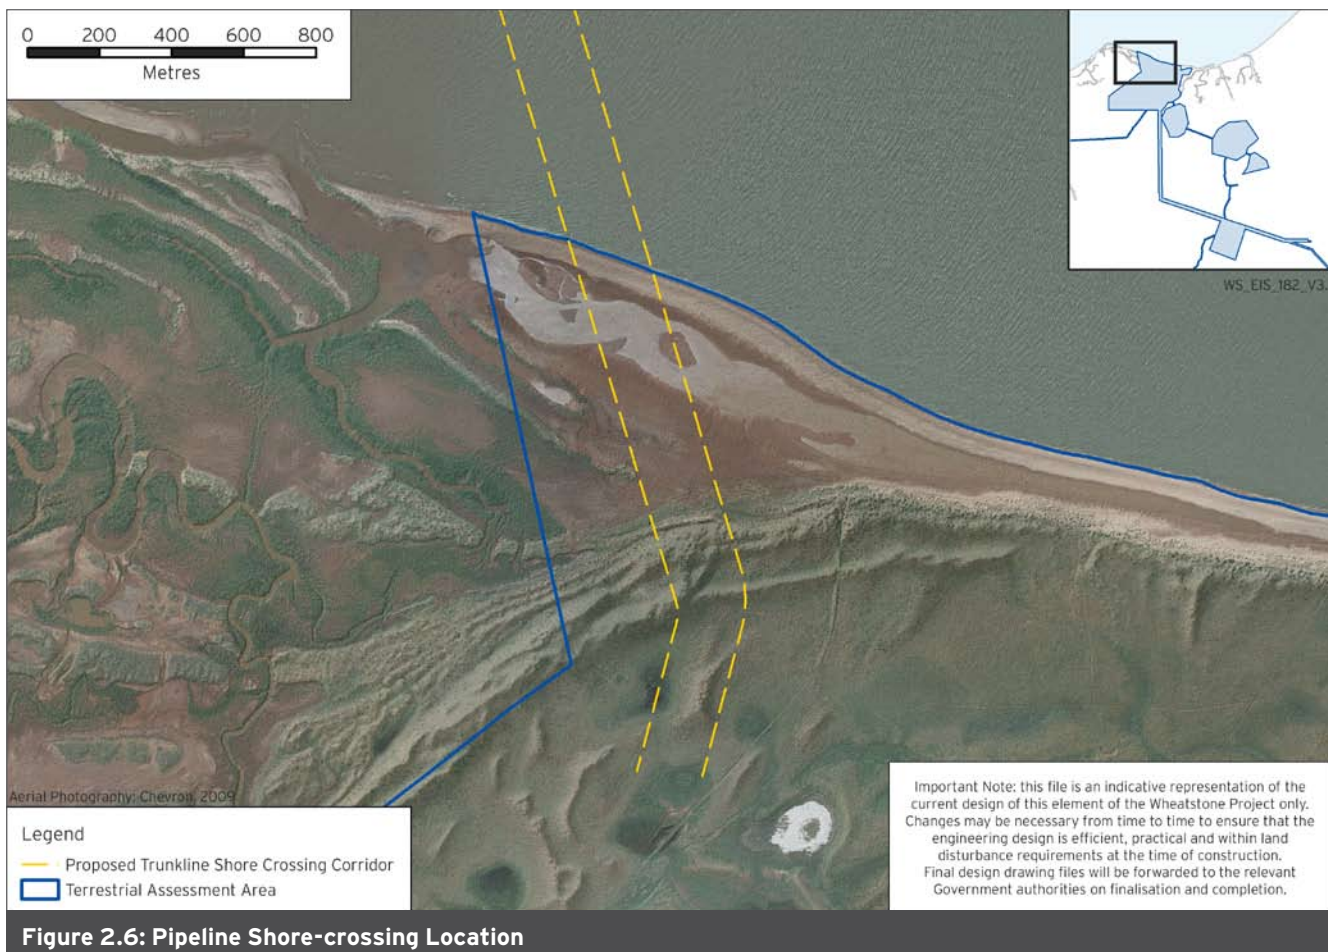 0 200 400 600 800
Metres
WS_EIS_182_V3.
Aerial Photography: Chevron, 2009
Legend
Proposed Trunkline Shore Crossing Corridor
Terrestrial Assessment Area
Important Note: this file is an indicative representation of the
current design of this element of the Wheatstone Project only.
Changes may be necessary from time to time to ensure that the
engineering design is efficient, practical and within land
disturbance requirements at the time of construction.
Final design drawing files will be forwarded to the relevant
Government authorities on finalisation and completion.
Figure 2.6: Pipeline Shore-crossing Location